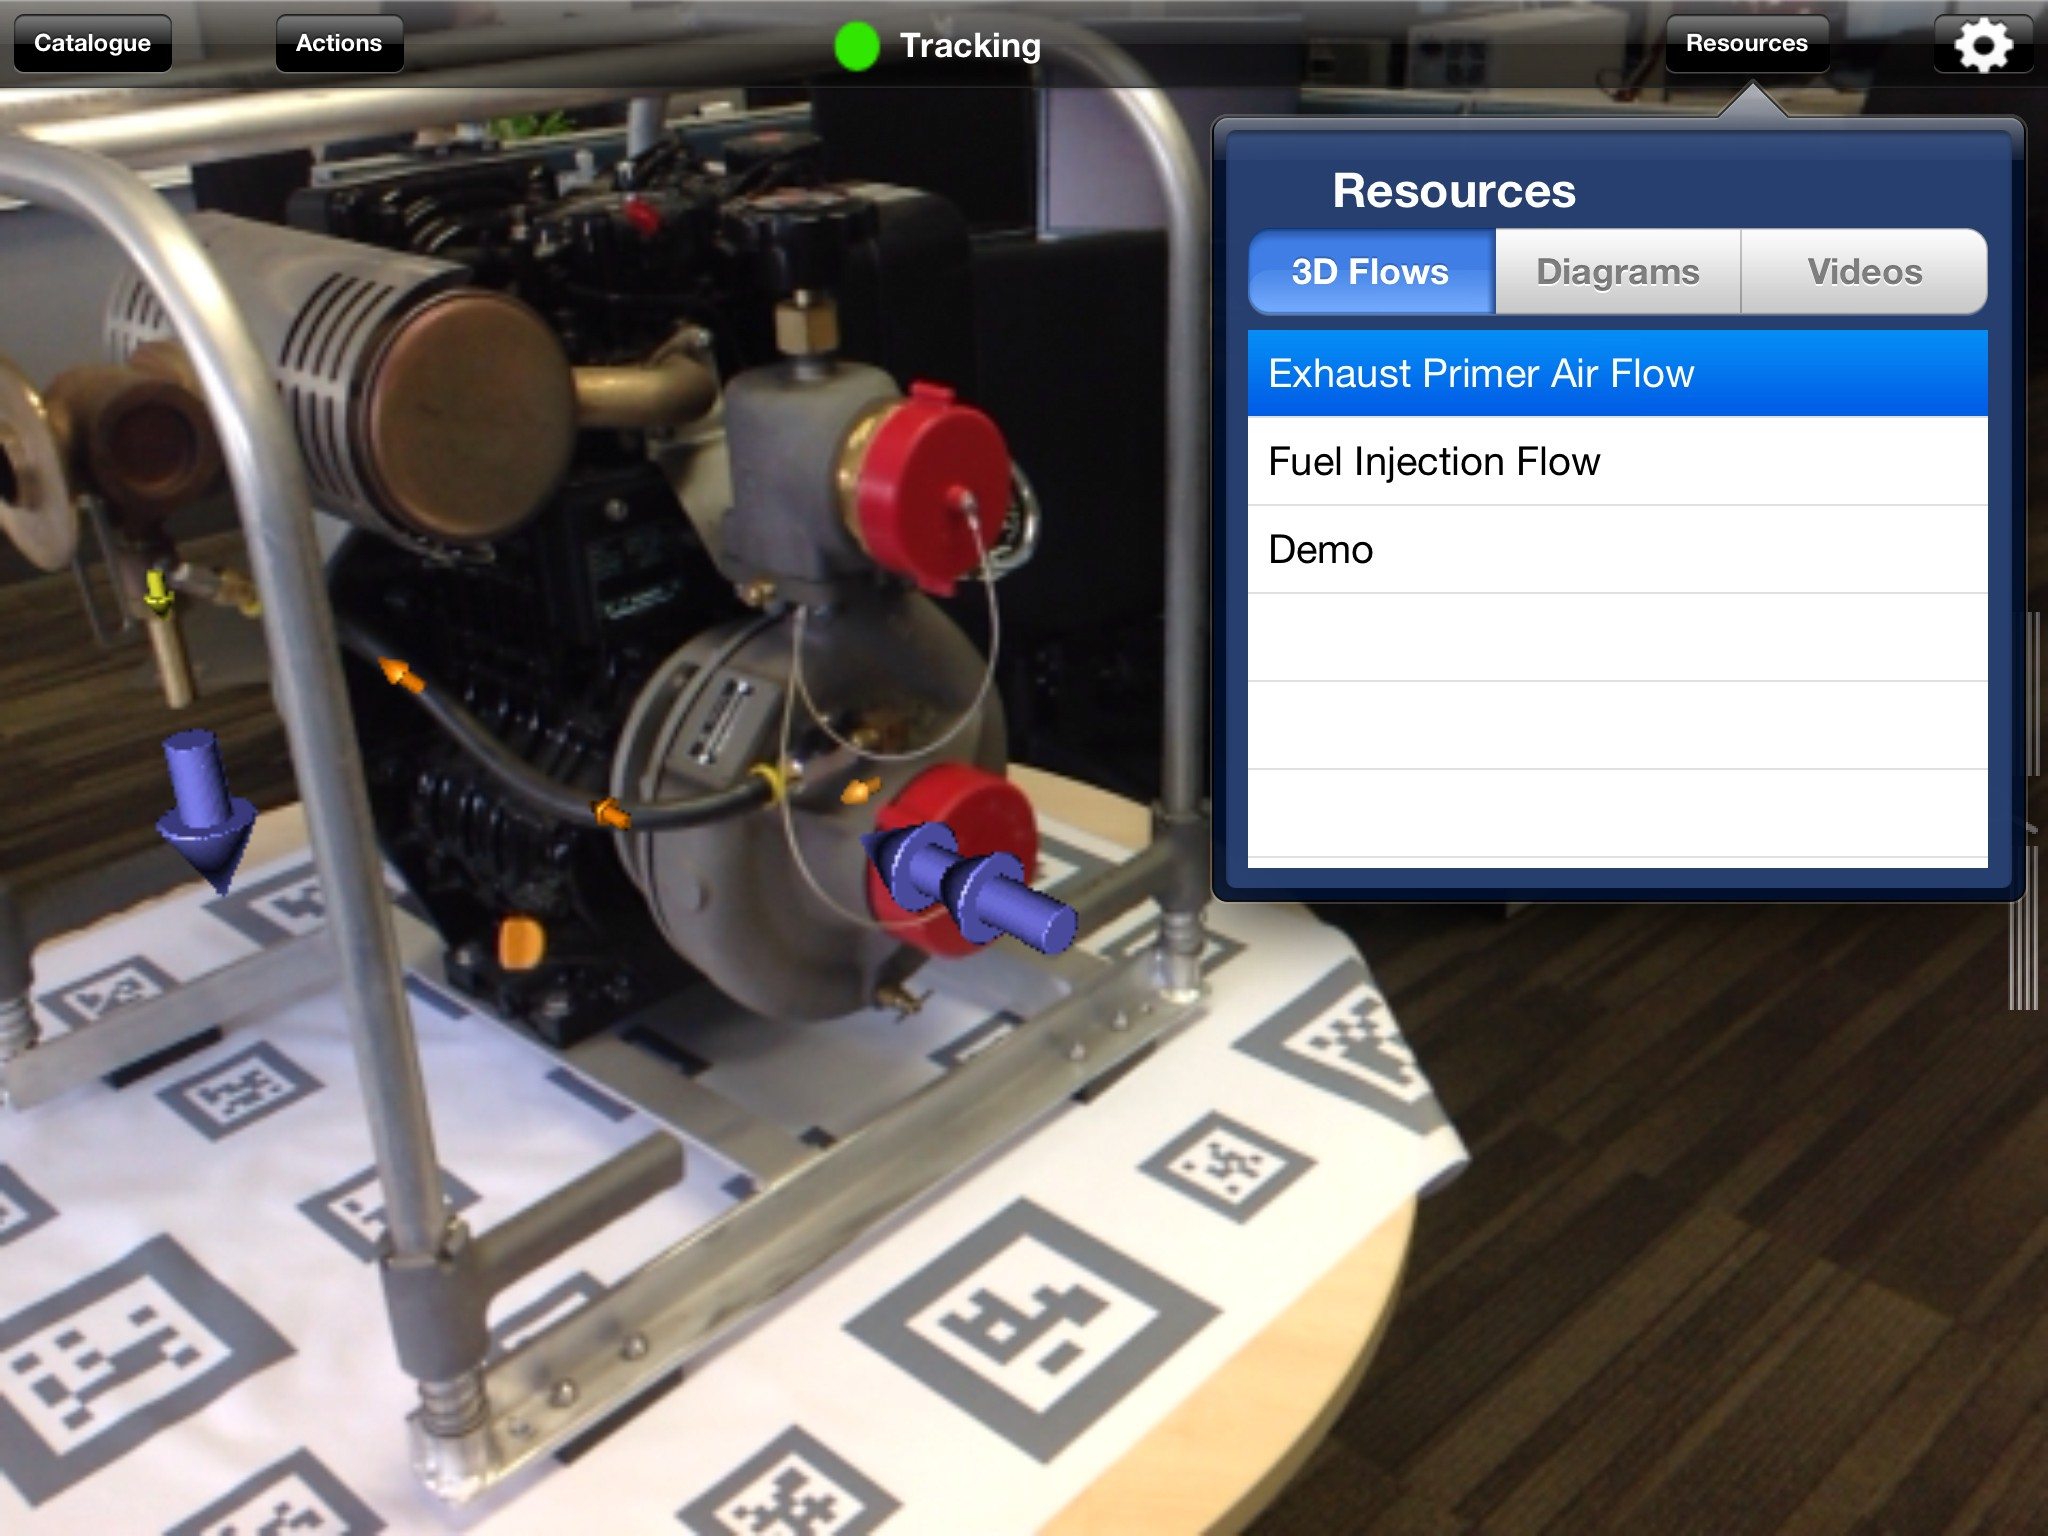 Catalogue
Actions
Tracking
Resources
Resources
3D Flows
Diagrams
Videos
Exhaust Primer Air Flow
Fuel Injection Flow
Demo